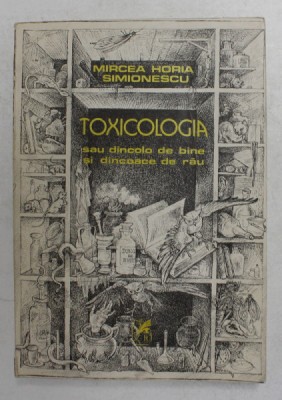 MIRCEA HORIA
SIMIONESCU
TOXICOLOGIA
sau dincolo de bine
și dincoace de rău